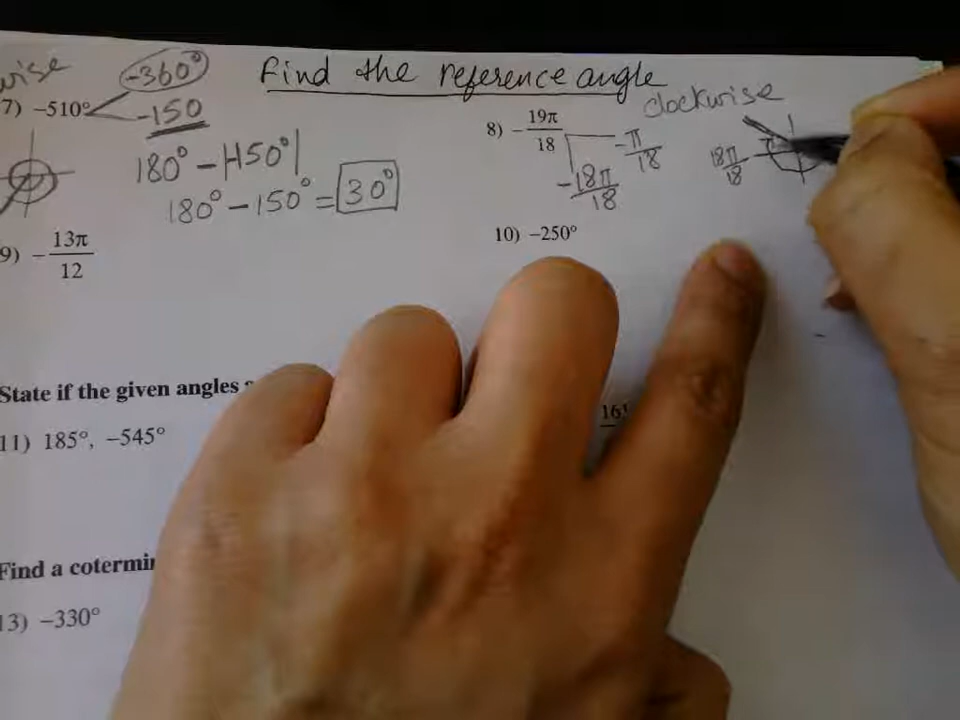 wise
-360°
Find the reference angle
7) -510°
-150
clockwise
180° - |-150°|
180° - 150° = 30°
8) - 19π/18
- π/18
- 18π/18
18π/18
9) - 13π/12
10) -250°
State if the given angles
11) 185°, -545°
Find a cotermin
13) -330°